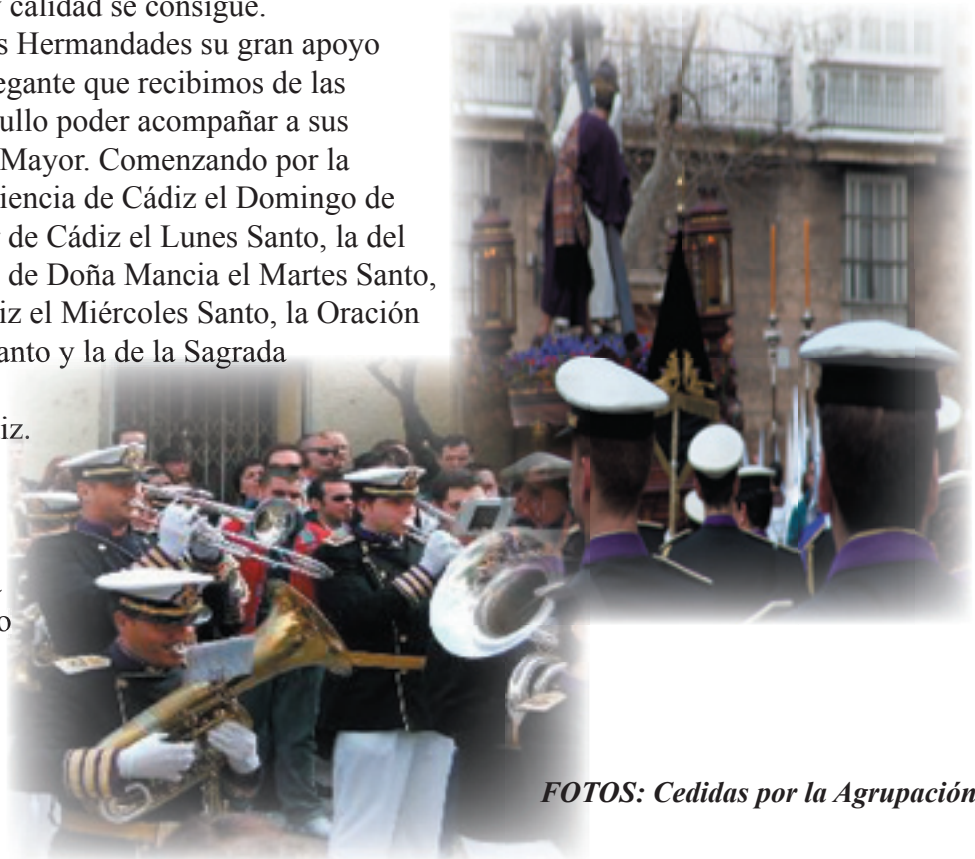 calidad se consigue.
s Hermandades su gran apoyo
egante que recibimos de las
ullo poder acompañar a sus
Mayor. Comenzando por la
iencia de Cádiz el Domingo de
de Cádiz el Lunes Santo, la del
de Doña Mancia el Martes Santo,
iz el Miércoles Santo, la Oración
anto y la de la Sagrada
iz.
o
FOTOS: Cedidas por la Agrupación